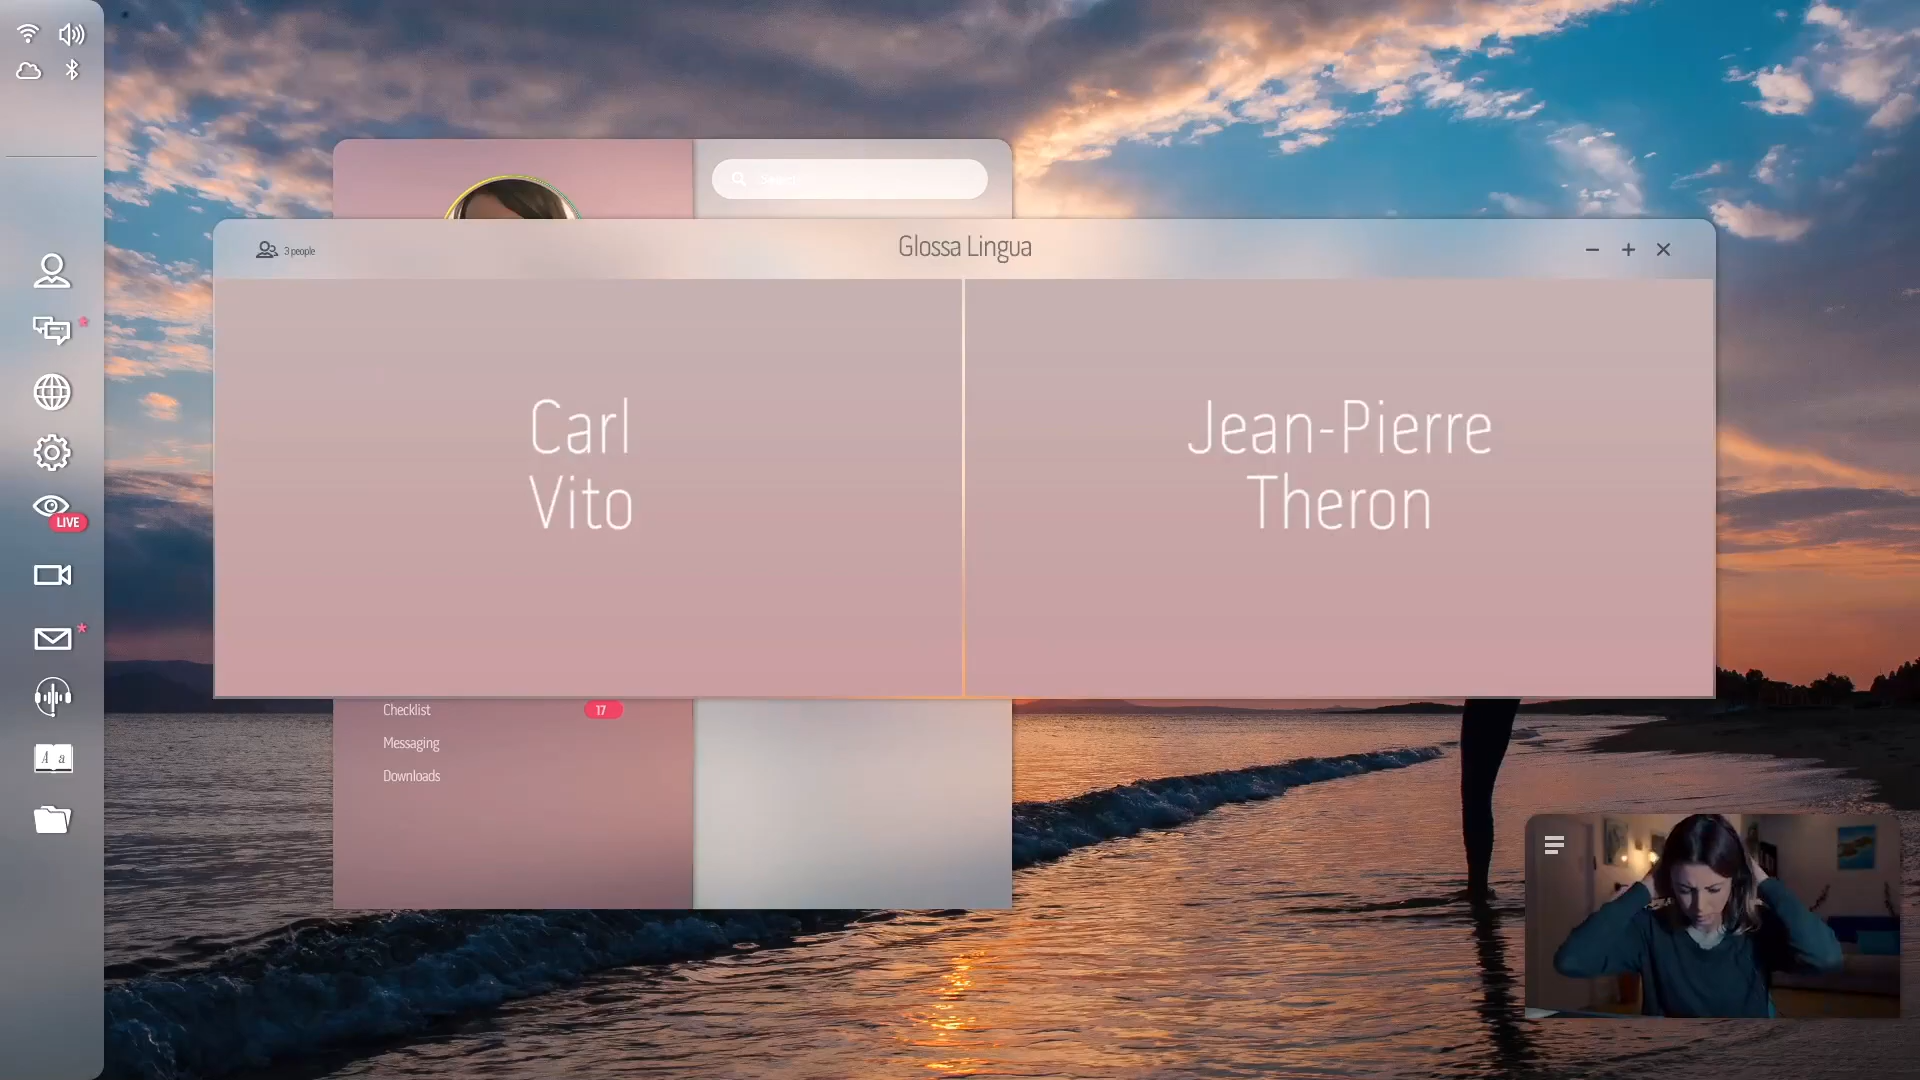 3 people
Glossa Lingua
Carl
Vito
Jean-Pierre
Theron
LIVE
Checklist
17
Messaging
Downloads
A a